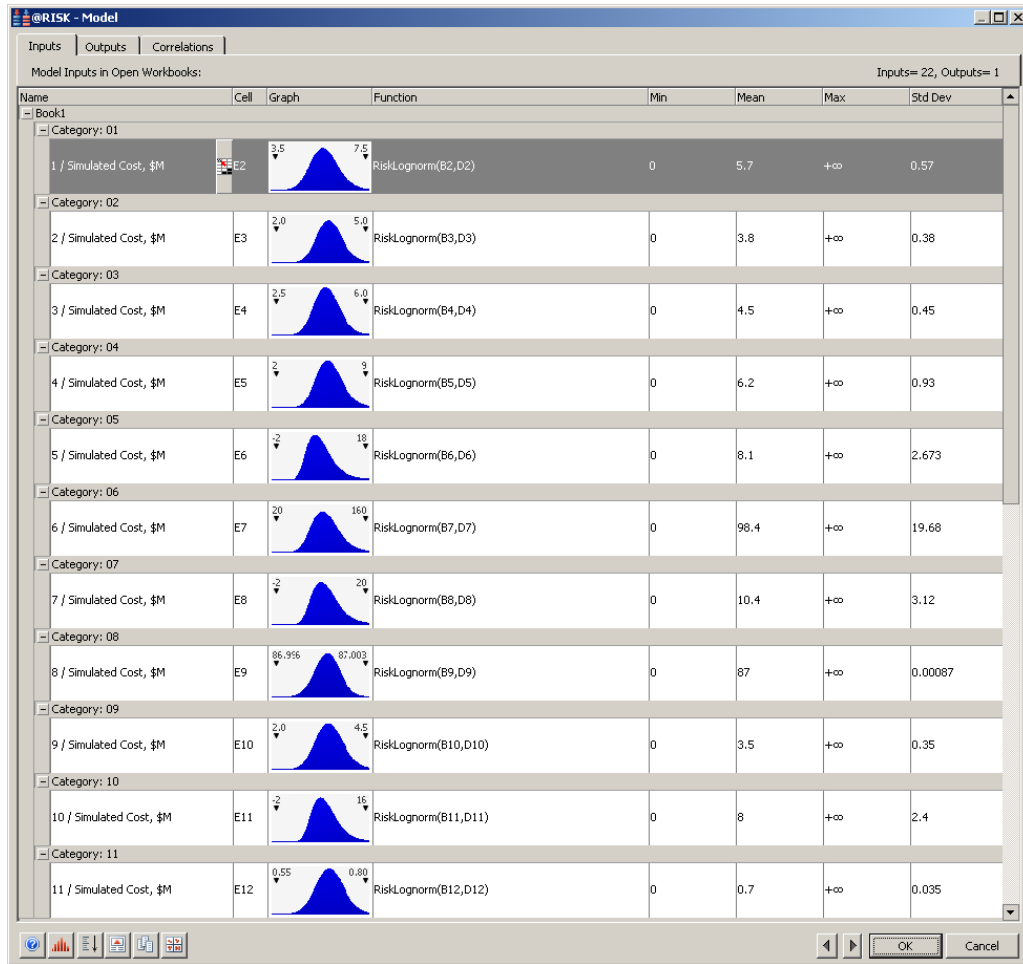 @RISK - Model
Inputs Outputs Correlations
Model Inputs in Open Workbooks: Inputs= 22, Outputs= 1
Name Cell Graph Function Min Mean Max Std Dev
Book1
Category: 01
3.5 7.5
1 / Simulated Cost, $M E2 RiskLognorm(B2,D2) 0 5.7 +∞ 0.57
Category: 02
2.0 5.0
2 / Simulated Cost, $M E3 RiskLognorm(B3,D3) 0 3.8 +∞ 0.38
Category: 03
2.5 6.0
3 / Simulated Cost, $M E4 RiskLognorm(B4,D4) 0 4.5 +∞ 0.45
Category: 04
2 9
4 / Simulated Cost, $M E5 RiskLognorm(B5,D5) 0 6.2 +∞ 0.93
Category: 05
-2 18
5 / Simulated Cost, $M E6 RiskLognorm(B6,D6) 0 8.1 +∞ 2.673
Category: 06
20 160
6 / Simulated Cost, $M E7 RiskLognorm(B7,D7) 0 98.4 +∞ 19.68
Category: 07
-2 20
7 / Simulated Cost, $M E8 RiskLognorm(B8,D8) 0 10.4 +∞ 3.12
Category: 08
86.996 87.003
8 / Simulated Cost, $M E9 RiskLognorm(B9,D9) 0 87 +∞ 0.00087
Category: 09
2.0 4.5
9 / Simulated Cost, $M E10 RiskLognorm(B10,D10) 0 3.5 +∞ 0.35
Category: 10
-2 16
10 / Simulated Cost, $M E11 RiskLognorm(B11,D11) 0 8 +∞ 2.4
Category: 11
0.55 0.80
11 / Simulated Cost, $M E12 RiskLognorm(B12,D12) 0 0.7 +∞ 0.035
OK Cancel